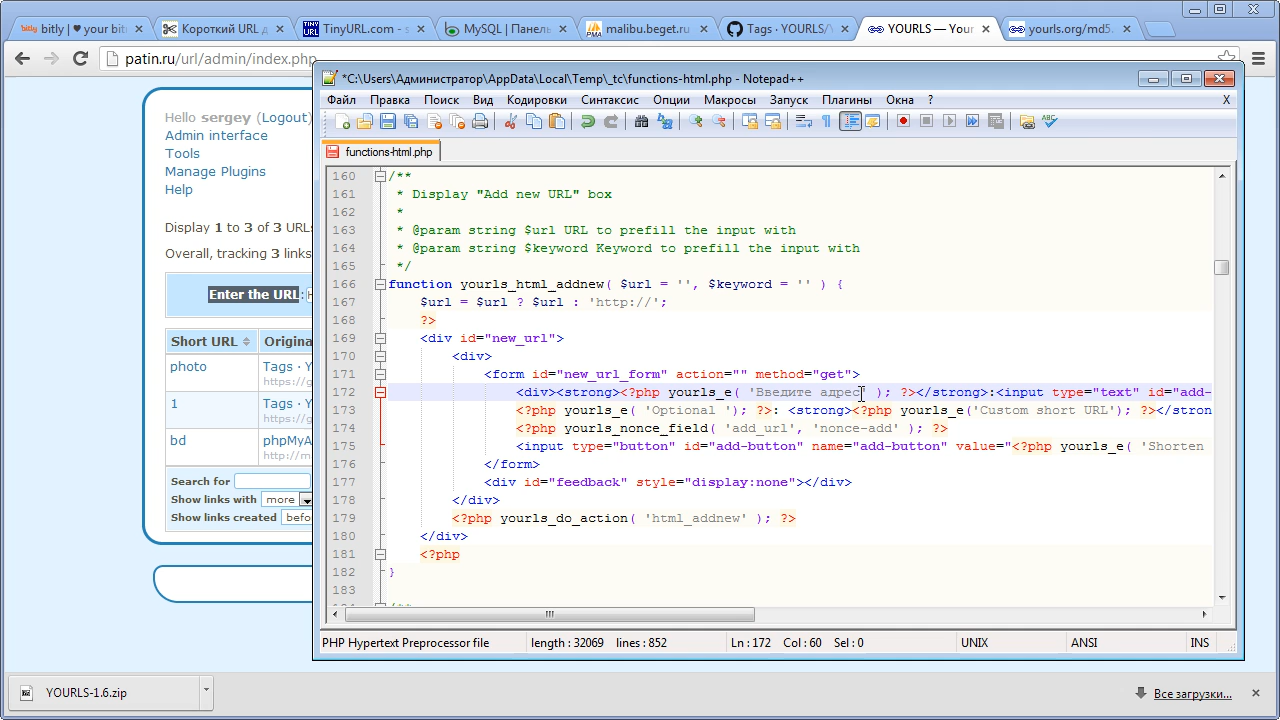 bitly | ♥ your bitm
Короткий URL д
TinyURL.com - s
MySQL | Панель
malibu.beget.ru
Tags · YOURLS/Y
YOURLS — Your
yourls.org/md5.
patin.ru/url/admin/index.php
Hello sergey (Logout)
Admin interface
Tools
Manage Plugins
Help
Display 1 to 3 of 3 URLs
Overall, tracking 3 links
Enter the URL:
Short URL
Origina
photo
Tags · Y
https://g
1
Tags · Y
https://g
bd
phpMyA
http://m
Search for
Show links with more
Show links created befo
*C:\Users\Администратор\AppData\Local\Temp\_tc\functions-html.php - Notepad++
Файл Правка Поиск Вид Кодировки Синтаксис Опции Макросы Запуск Плагины Окна ? X
functions-html.php
160 /**
161 * Display "Add new URL" box
162 *
163 * @param string $url URL to prefill the input with
164 * @param string $keyword Keyword to prefill the input with
165 */
166 function yourls_html_addnew( $url = '', $keyword = '' ) {
167 $url = $url ? $url : 'http://';
168 ?>
169 <div id="new_url">
170 <div>
171 <form id="new_url_form" action="" method="get">
172 <div><strong><?php yourls_e( 'Введите адрес' ); ?></strong>:<input type="text" id="add-
173 <?php yourls_e( 'Optional '); ?>: <strong><?php yourls_e('Custom short URL'); ?></stron
174 <?php yourls_nonce_field( 'add_url', 'nonce-add' ); ?>
175 <input type="button" id="add-button" name="add-button" value="<?php yourls_e( 'Shorten
176 </form>
177 <div id="feedback" style="display:none"></div>
178 </div>
179 <?php yourls_do_action( 'html_addnew' ); ?>
180 </div>
181 <?php
182 }
183
/**
PHP Hypertext Preprocessor file length : 32069 lines : 852 Ln : 172 Col : 60 Sel : 0 UNIX ANSI INS
YOURLS-1.6.zip
Все загрузки...